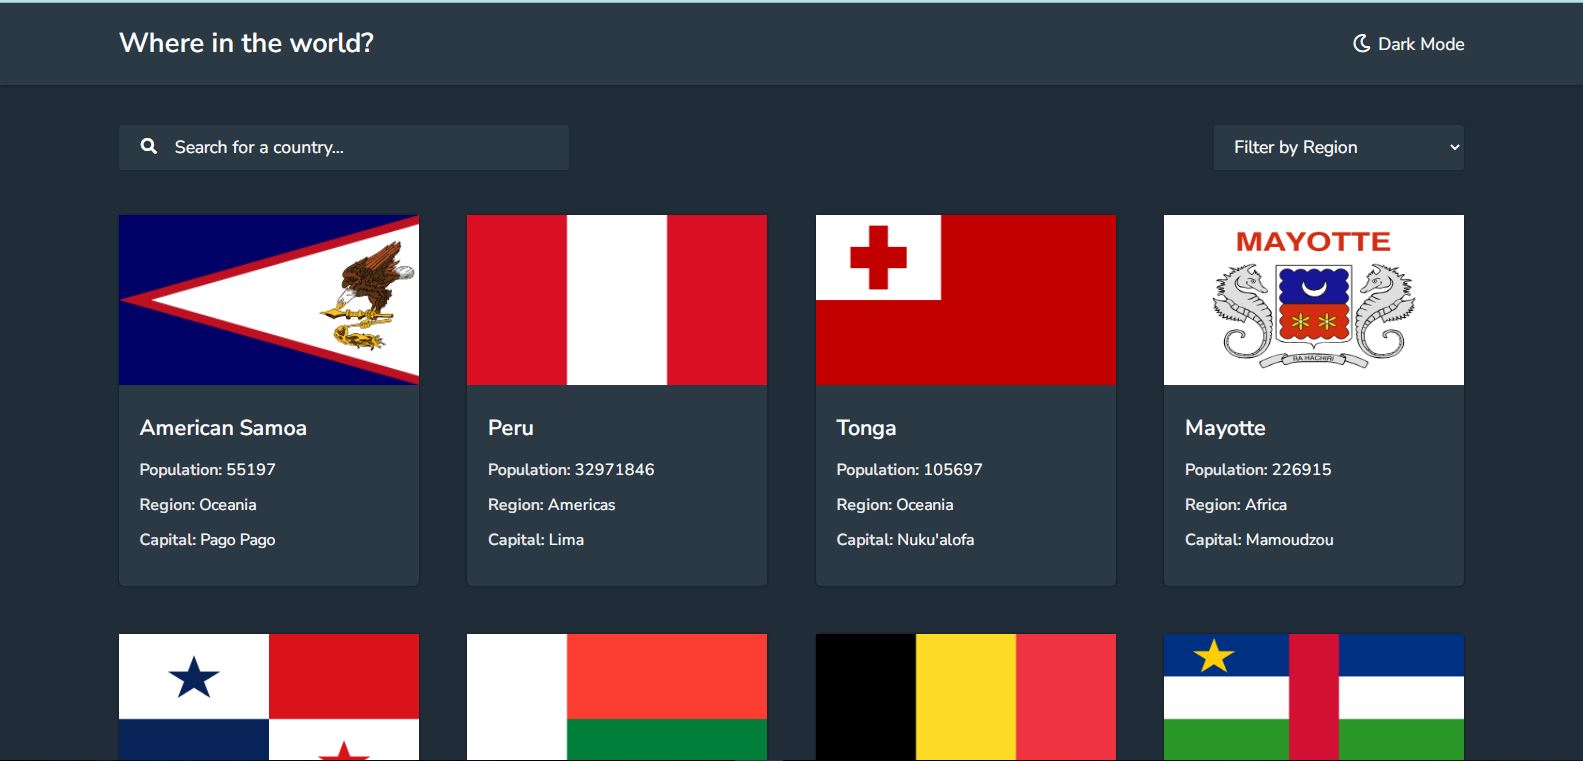 Where in the world?
Dark Mode
Search for a country...
Filter by Region
MAYOTTE
RA HACHIRI
American Samoa
Population: 55197
Region: Oceania
Capital: Pago Pago
Peru
Population: 32971846
Region: Americas
Capital: Lima
Tonga
Population: 105697
Region: Oceania
Capital: Nuku'alofa
Mayotte
Population: 226915
Region: Africa
Capital: Mamoudzou